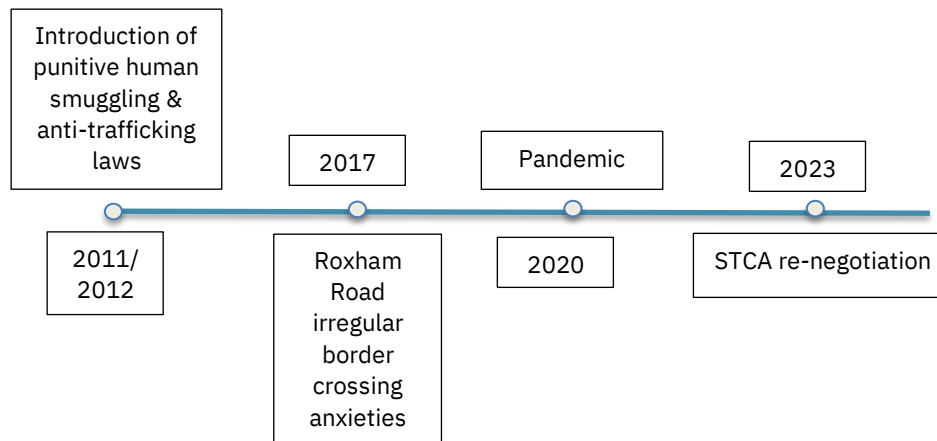 Introduction of
punitive human
smuggling &
anti-trafficking
laws
2011/
2012
2017
Roxham
Road
irregular
border
crossing
anxieties
Pandemic
2020
2023
STCA re-negotiation